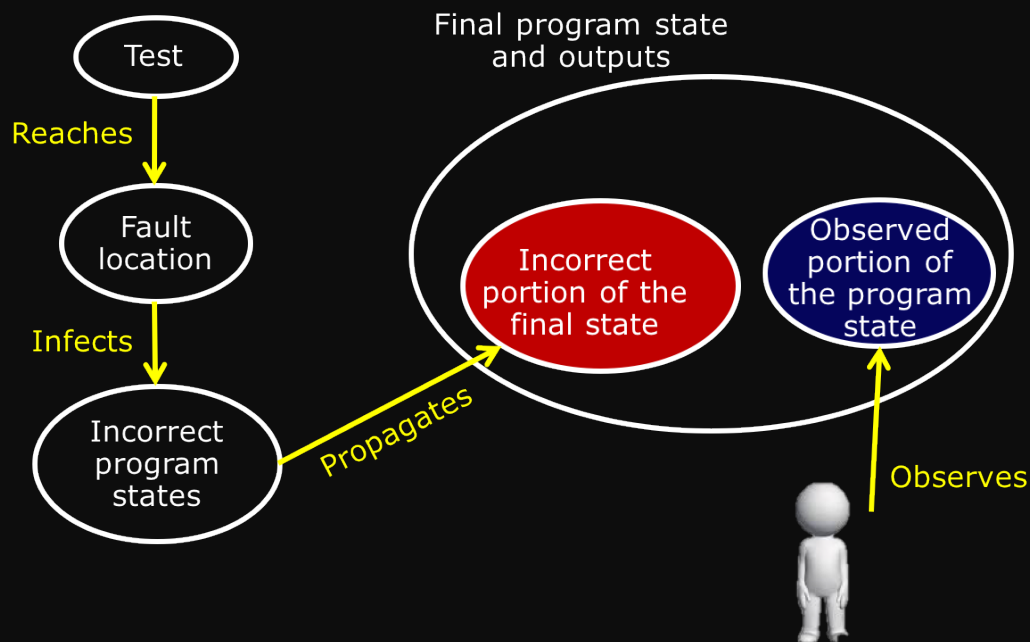 Final program state
and outputs
Test
Reaches
Fault
location
Infects
Incorrect
program
states
Propagates
Incorrect
portion of the
final state
Observed
portion of
the program
state
Observes